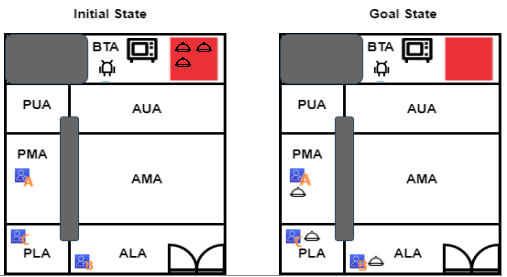 Initial State
Goal State
BTA
BTA
PUA
AUA
PUA
AUA
PMA
A
AMA
PMA
A
AMA
C
PLA
B
ALA
C
PLA
B
ALA